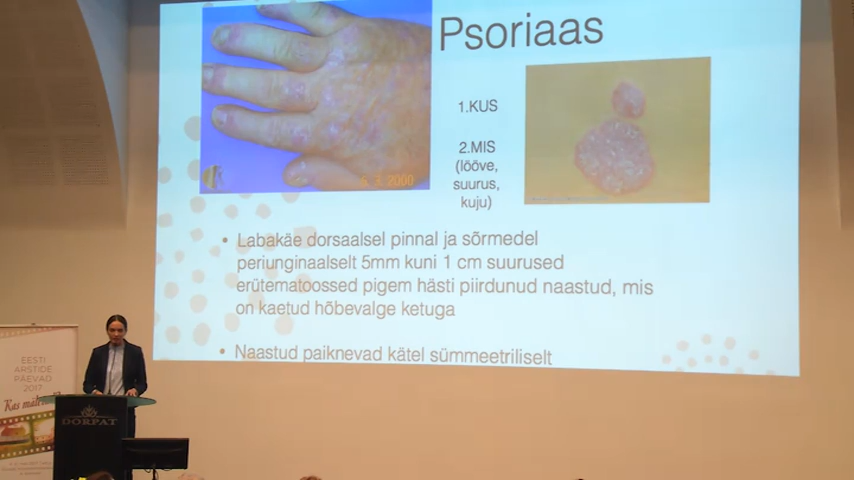 Psoriaas
1.KUS
2.MIS
(lööve,
suurus,
kuju)
6. 3. 2000
• Labakäe dorsaalsel pinnal ja sõrmedel
periunginaalselt 5mm kuni 1 cm suurused
erütematoossed pigem hästi piirdunud naastud, mis
on kaetud hõbevalge ketuga
• Naastud paiknevad kätel sümmeetriliselt
EESTI
ARSTIDE
PÄEVAD
2017
Kas
DORPAT